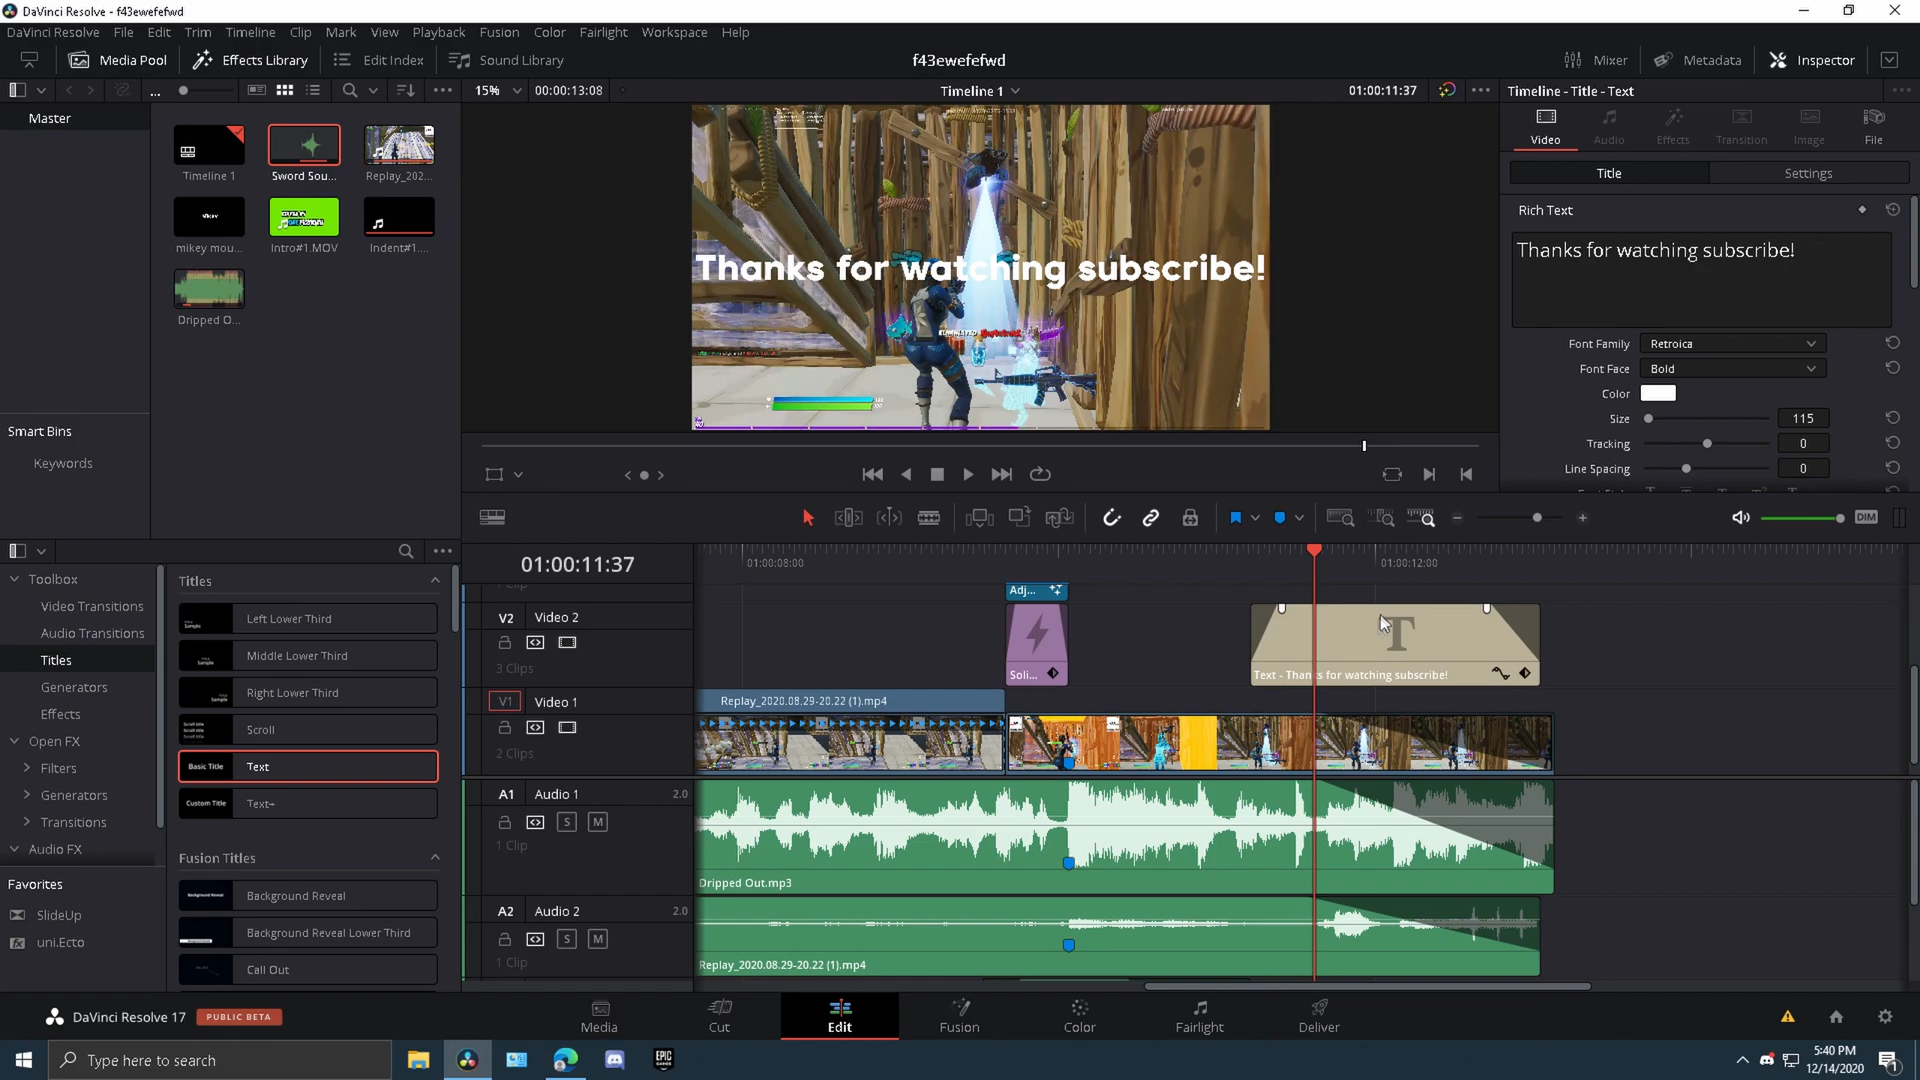 DaVinci Resolve - f43ewefefwd
DaVinci Resolve File Edit Trim Timeline Clip Mark View Playback Fusion Color Fairlight Workspace Help
Media Pool Effects Library Edit Index Sound Library f43ewefefwd Mixer Metadata Inspector
... 15% 00:00:13:08 Timeline 1 01:00:11:37 Timeline - Title - Text
Master
Timeline 1 Sword Sou... Replay_202...
mikey mou... Intro#1.MOV Indent#1....
Dripped O...
Smart Bins
Keywords
Thanks for watching subscribe!
ELIMINATED
Video Audio Effects Transition Image File
Title Settings
Rich Text
Thanks for watching subscribe!
Font Family Retroica
Font Face Bold
Color
Size 115
Tracking 0
Line Spacing 0
DIM
Toolbox
Video Transitions
Audio Transitions
Titles
Generators
Effects
Open FX
Filters
Generators
Transitions
Audio FX
Favorites
SlideUp
uni.Ecto
Titles
Left Lower Third
Middle Lower Third
Right Lower Third
Scroll
Basic Title Text
Custom Title Text+
Fusion Titles
Background Reveal
Background Reveal Lower Third
Call Out
01:00:11:37 01:00:08:00 01:00:12:00
Adj...
V2 Video 2
3 Clips
Soli... T Text - Thanks for watching subscribe!
V1 Video 1
2 Clips
Replay_2020.08.29-20.22 (1).mp4
A1 Audio 1 2.0
S M
1 Clip
Dripped Out.mp3
A2 Audio 2 2.0
S M
1 Clip
Replay_2020.08.29-20.22 (1).mp4
DaVinci Resolve 17 PUBLIC BETA
Media Cut Edit Fusion Color Fairlight Deliver
Type here to search
EPIC GAMES
5:40 PM
12/14/2020
1